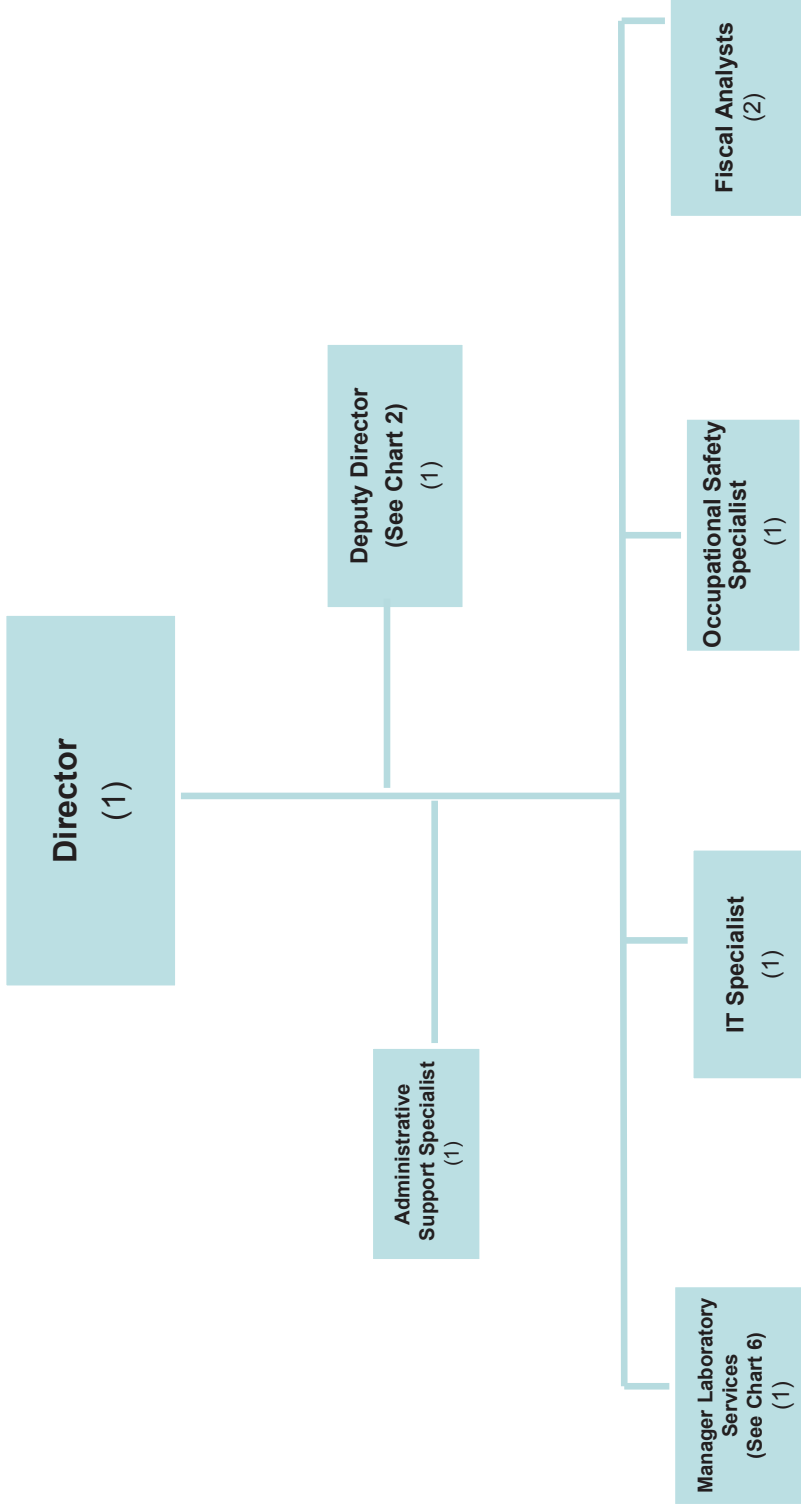 Director
(1)
Deputy Director
(See Chart 2)
(1)
Administrative
Support Specialist
(1)
Manager Laboratory
Services
(See Chart 6)
(1)
IT Specialist
(1)
Occupational Safety
Specialist
(1)
Fiscal Analysts
(2)